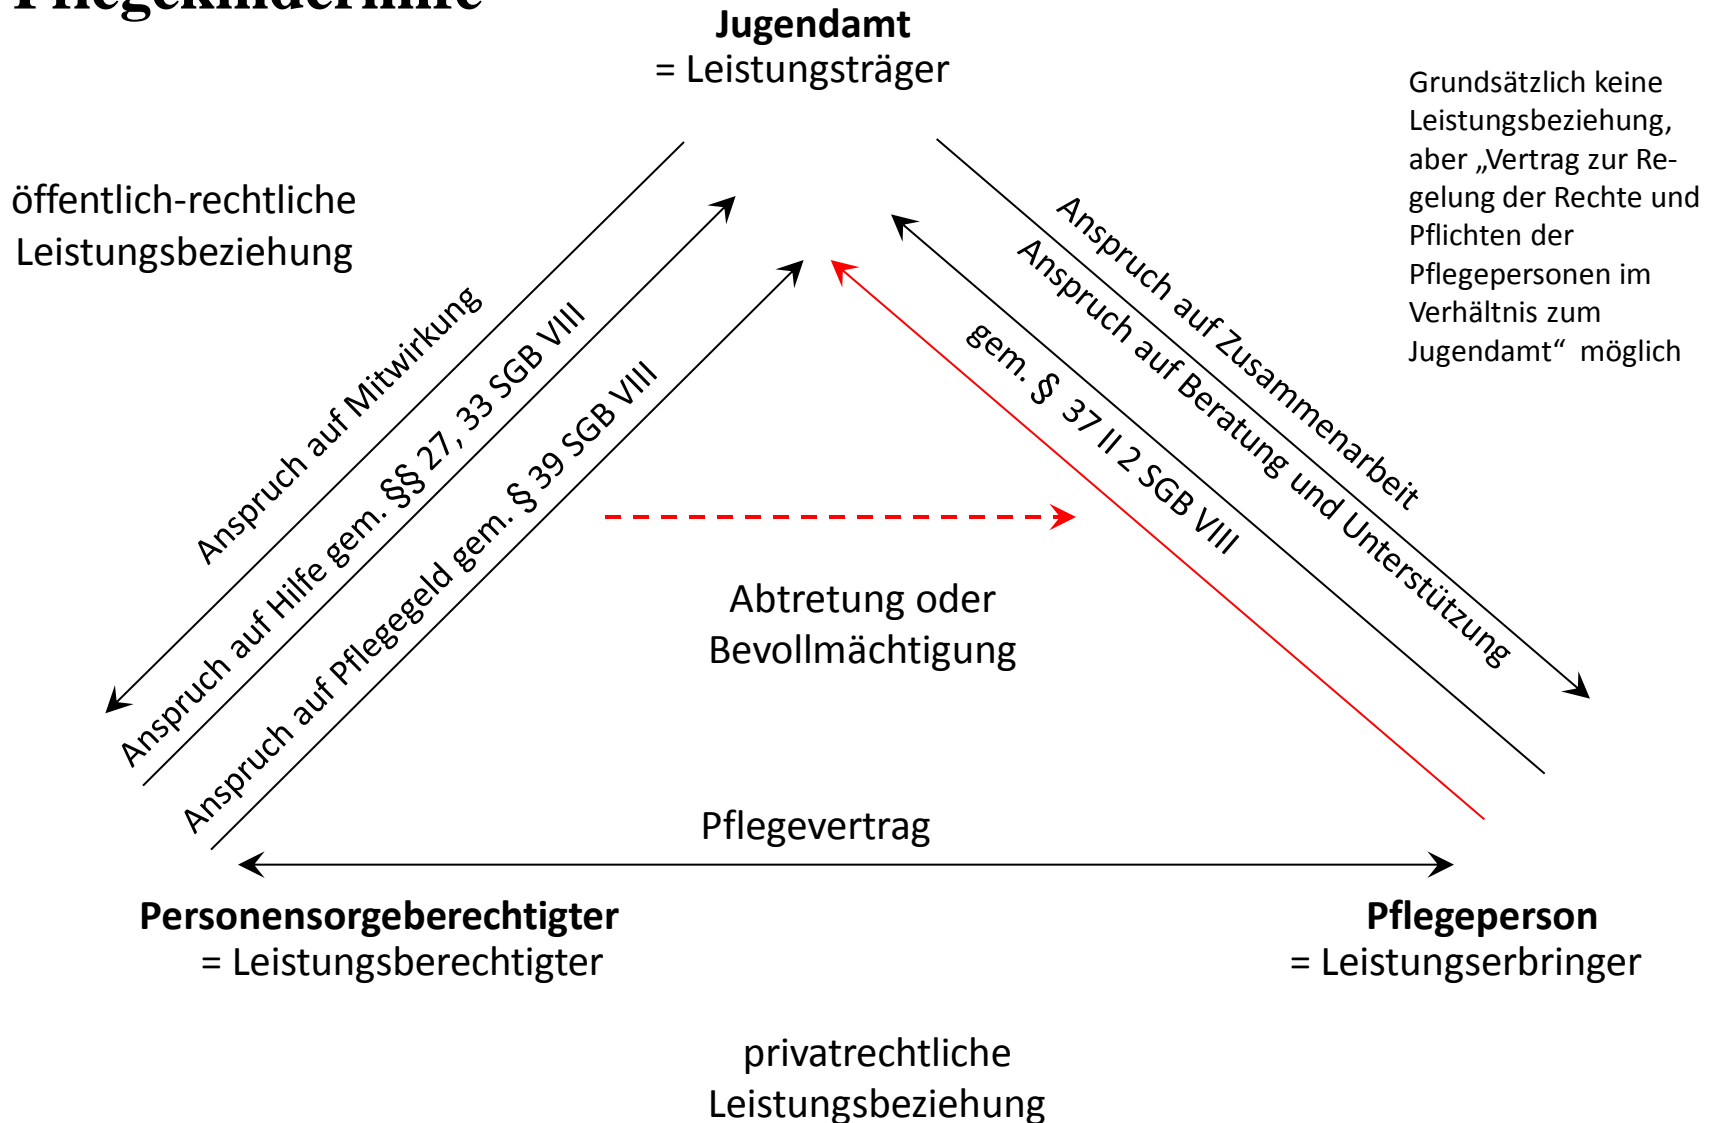 Pflegekinderhilfe
Jugendamt
= Leistungsträger
Grundsätzlich keine
Leistungsbeziehung,
aber „Vertrag zur Re-
gelung der Rechte und
Pflichten der
Pflegepersonen im
Verhältnis zum
Jugendamt“ möglich
öffentlich-rechtliche
Leistungsbeziehung
Anspruch auf Mitwirkung
Anspruch auf Hilfe gem. §§ 27, 33 SGB VIII
Anspruch auf Pflegegeld gem. § 39 SGB VIII
Anspruch auf Zusammenarbeit
Anspruch auf Beratung und Unterstützung
gem. § 37 II 2 SGB VIII
Abtretung oder
Bevollmächtigung
Pflegevertrag
Personensorgeberechtigter
= Leistungsberechtigter
Pflegeperson
= Leistungserbringer
privatrechtliche
Leistungsbeziehung